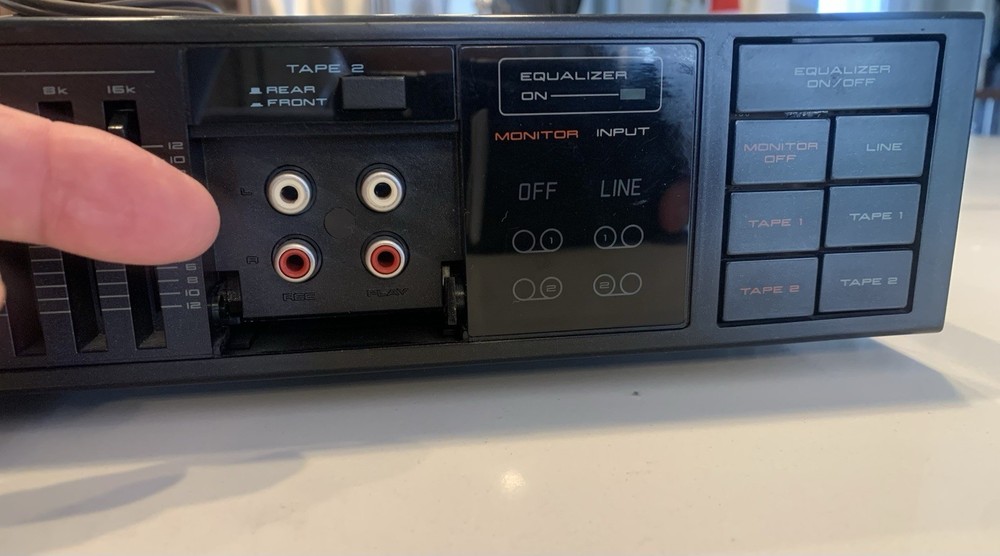 8k 16k
12
10
6
8
10
12
TAPE 2
REAR
FRONT
L
R
REC PLAY
EQUALIZER
ON
MONITOR INPUT
OFF LINE
1 1
2 2
EQUALIZER
ON/OFF
MONITOR
OFF
LINE
TAPE 1
TAPE 1
TAPE 2
TAPE 2